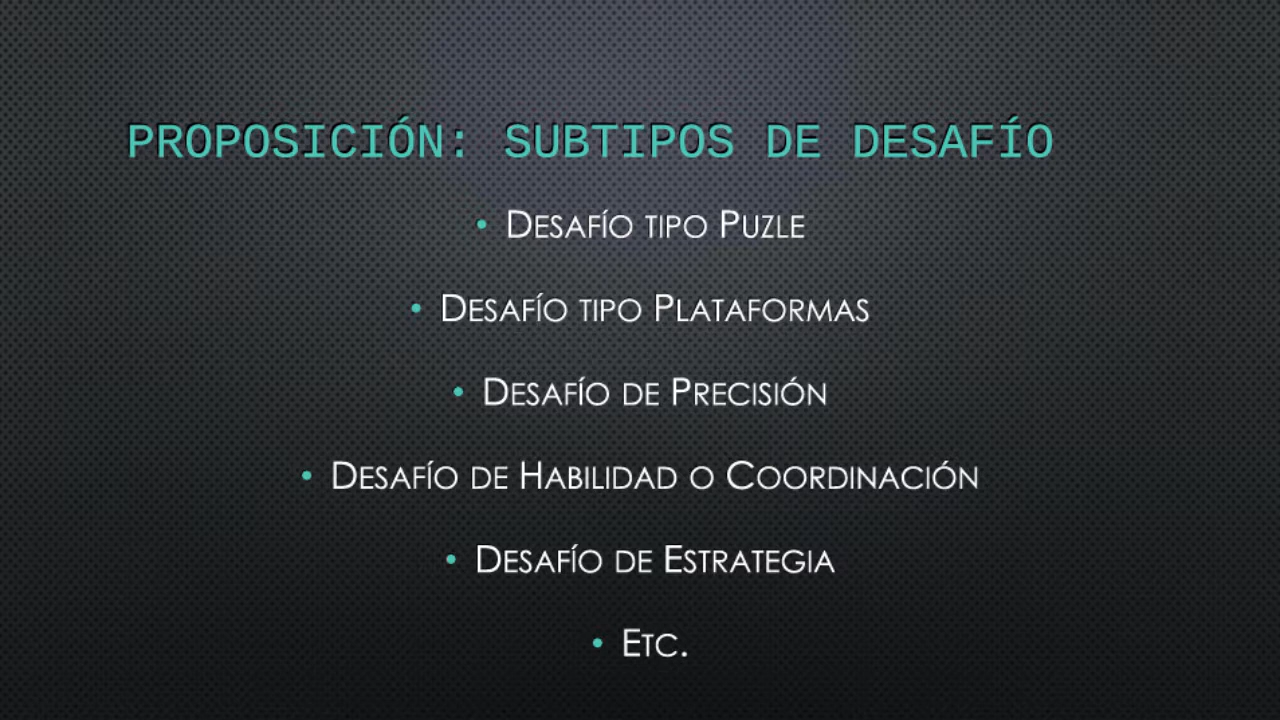 PROPOSICIÓN: SUBTIPOS DE DESAFÍO
• Desafío tipo Puzle
• Desafío tipo Plataformas
• Desafío de Precisión
• Desafío de Habilidad o Coordinación
• Desafío de Estrategia
• Etc.